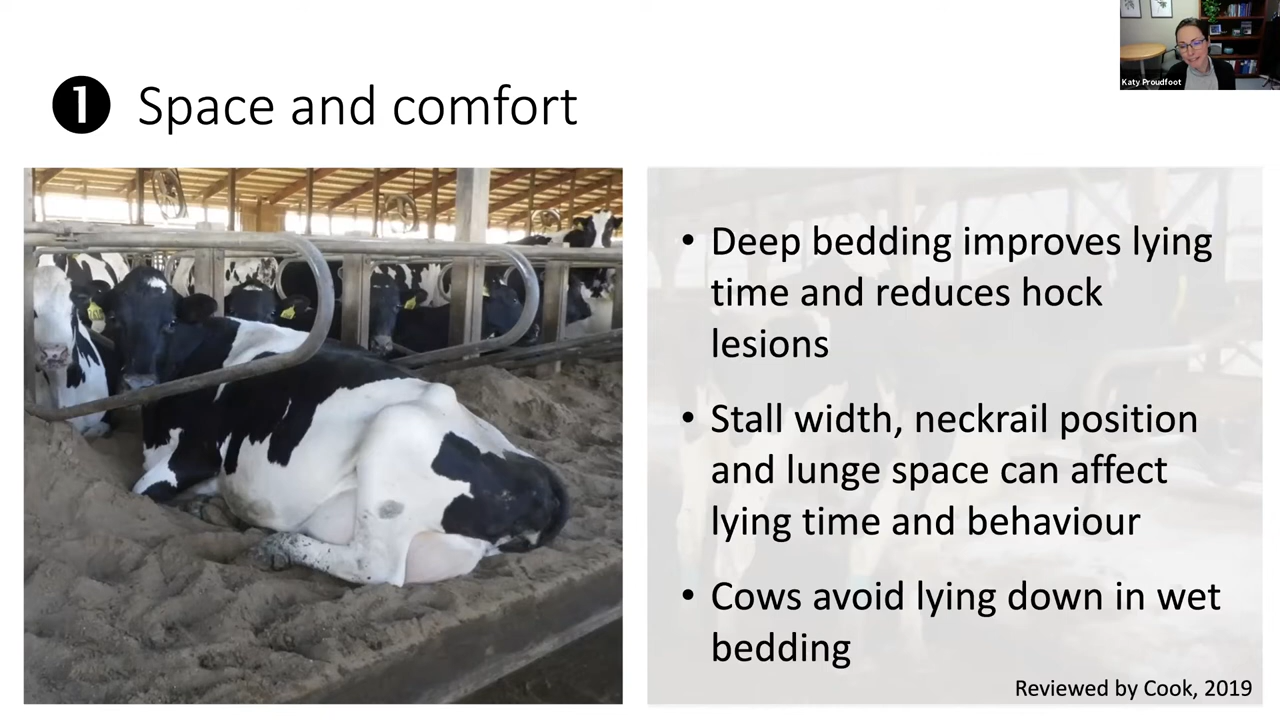 Katy Proudfoot
1 Space and comfort
• Deep bedding improves lying
time and reduces hock
lesions
• Stall width, neckrail position
and lunge space can affect
lying time and behaviour
• Cows avoid lying down in wet
bedding
Reviewed by Cook, 2019